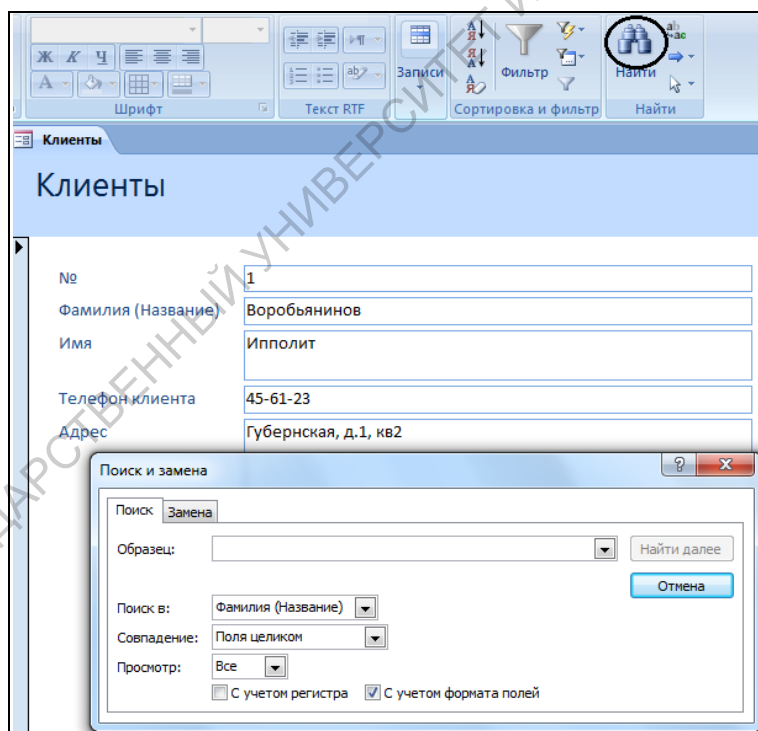 Ж К Ч
А
Шрифт
Текст RTF
Записи
Фильтр
Сортировка и фильтр
Найти
Найти
Клиенты
Клиенты
№ 1
Фамилия (Название) Воробьянинов
Имя Ипполит
Телефон клиента 45-61-23
Адрес Губернская, д.1, кв2
Поиск и замена
Поиск Замена
Образец: Найти далее
Отмена
Поиск в: Фамилия (Название)
Совпадение: Поля целиком
Просмотр: Все
С учетом регистра С учетом формата полей
ДАРСТВЕННЫЙ УНИВЕРСИТЕТ И